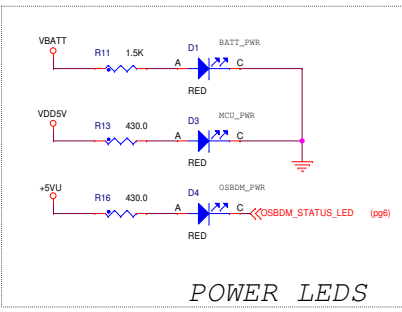 VBATT
R11 1.5K
D1
BATT_PWR
A
C
RED
VDD5V
R13 430.0
D3
MCU_PWR
A
C
RED
+5VU
R16 430.0
D4
OSBDM_PWR
A
C
OSBDM_STATUS_LED (pg6)
RED
POWER LEDS